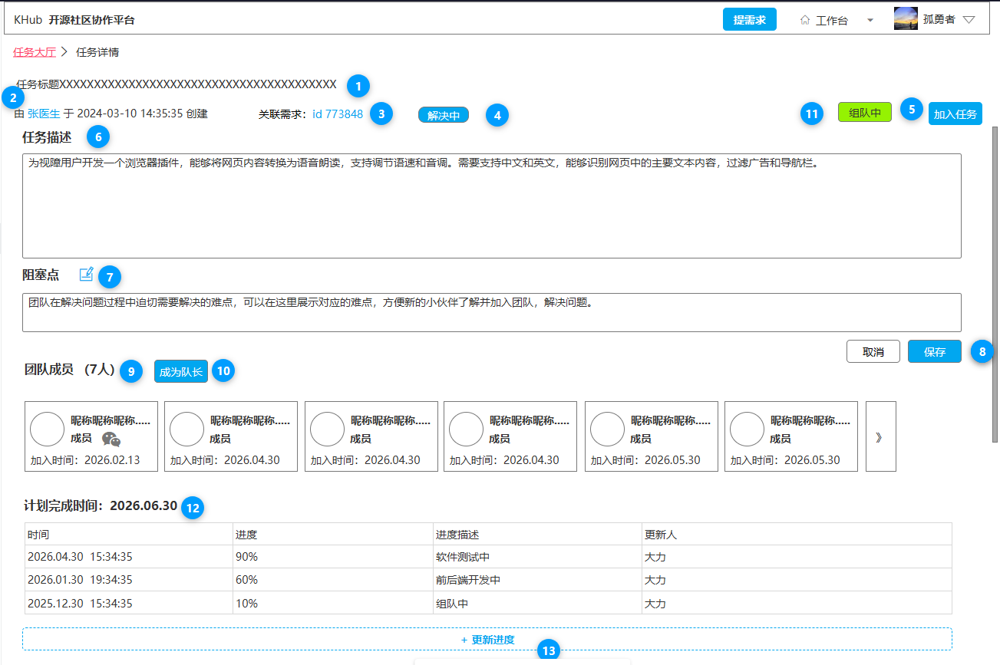 KHub 开源社区协作平台 提需求 工作台 孤勇者
任务大厅 > 任务详情
任务标题XXXXXXXXXXXXXXXXXXXXXXXXXXXXXXXXXXXXXXXX 1
2
由 张医生 于 2024-03-10 14:35:35 创建 关联需求：id 773848 3 解决中 4 11 组队中 5 加入任务
任务描述 6
为视障用户开发一个浏览器插件，能够将网页内容转换为语音朗读，支持调节语速和音调。需要支持中文和英文，能够识别网页中的主要文本内容，过滤广告和导航栏。
阻塞点 7
团队在解决问题过程中迫切需要解决的难点，可以在这里展示对应的难点，方便新的小伙伴了解并加入团队，解决问题。
取消 保存 8
团队成员 （7人） 9 成为队长 10
昵称昵称昵称..... 昵称昵称昵称..... 昵称昵称昵称..... 昵称昵称昵称..... 昵称昵称昵称..... 昵称昵称昵称.....
成员 成员 成员 成员 成员 成员 》
加入时间：2026.02.13 加入时间：2026.04.30 加入时间：2026.04.30 加入时间：2026.04.30 加入时间：2026.05.30 加入时间：2026.05.30
计划完成时间：2026.06.30 12
时间 进度 进度描述 更新人
2026.04.30 15:34:35 90% 软件测试中 大力
2026.01.30 19:34:35 60% 前后端开发中 大力
2025.12.30 15:34:35 10% 组队中 大力
+ 更新进度
13